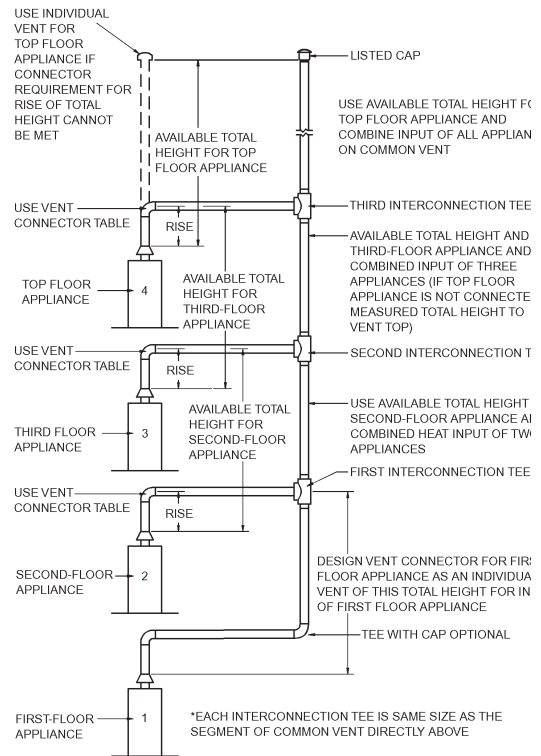 USE INDIVIDUAL
VENT FOR
TOP FLOOR
APPLIANCE IF
CONNECTOR
REQUIREMENT FOR
RISE OF TOTAL
HEIGHT CANNOT
BE MET
LISTED CAP
USE AVAILABLE TOTAL HEIGHT
TOP FLOOR APPLIANCE AND
COMBINE INPUT OF ALL
ON COMMON VENT
AVAILABLE TOTAL
HEIGHT FOR TOP
FLOOR APPLIANCE
USE VENT
CONNECTOR TABLE
RISE
THIRD INTERCONNECTION TEE
AVAILABLE TOTAL HEIGHT AND
THIRD-FLOOR APPLIANCE AND
COMBINED INPUT OF THREE
APPLIANCES (IF TOP FLOOR
APPLIANCE IS NOT
MEASURED TOTAL HEIGHT TO
VENT TOP)
TOP FLOOR
APPLIANCE
4
AVAILABLE TOTAL
HEIGHT FOR
THIRD-FLOOR
APPLIANCE
USE VENT
CONNECTOR TABLE
RISE
SECOND INTERCONNECTION
THIRD FLOOR
APPLIANCE
3
AVAILABLE TOTAL
HEIGHT FOR
SECOND-FLOOR
APPLIANCE
USE AVAILABLE TOTAL HEIGHT
SECOND-FLOOR APPLIANCE
COMBINED HEAT INPUT OF
APPLIANCES
FIRST INTERCONNECTION TEE
USE VENT
CONNECTOR TABLE
RISE
SECOND-FLOOR
APPLIANCE
2
DESIGN VENT CONNECTOR FOR
FLOOR APPLIANCE AS AN
VENT OF THIS TOTAL HEIGHT FOR
OF FIRST FLOOR APPLIANCE
TEE WITH CAP OPTIONAL
FIRST-FLOOR
APPLIANCE
1
*EACH INTERCONNECTION TEE IS SAME SIZE AS THE
SEGMENT OF COMMON VENT DIRECTLY ABOVE